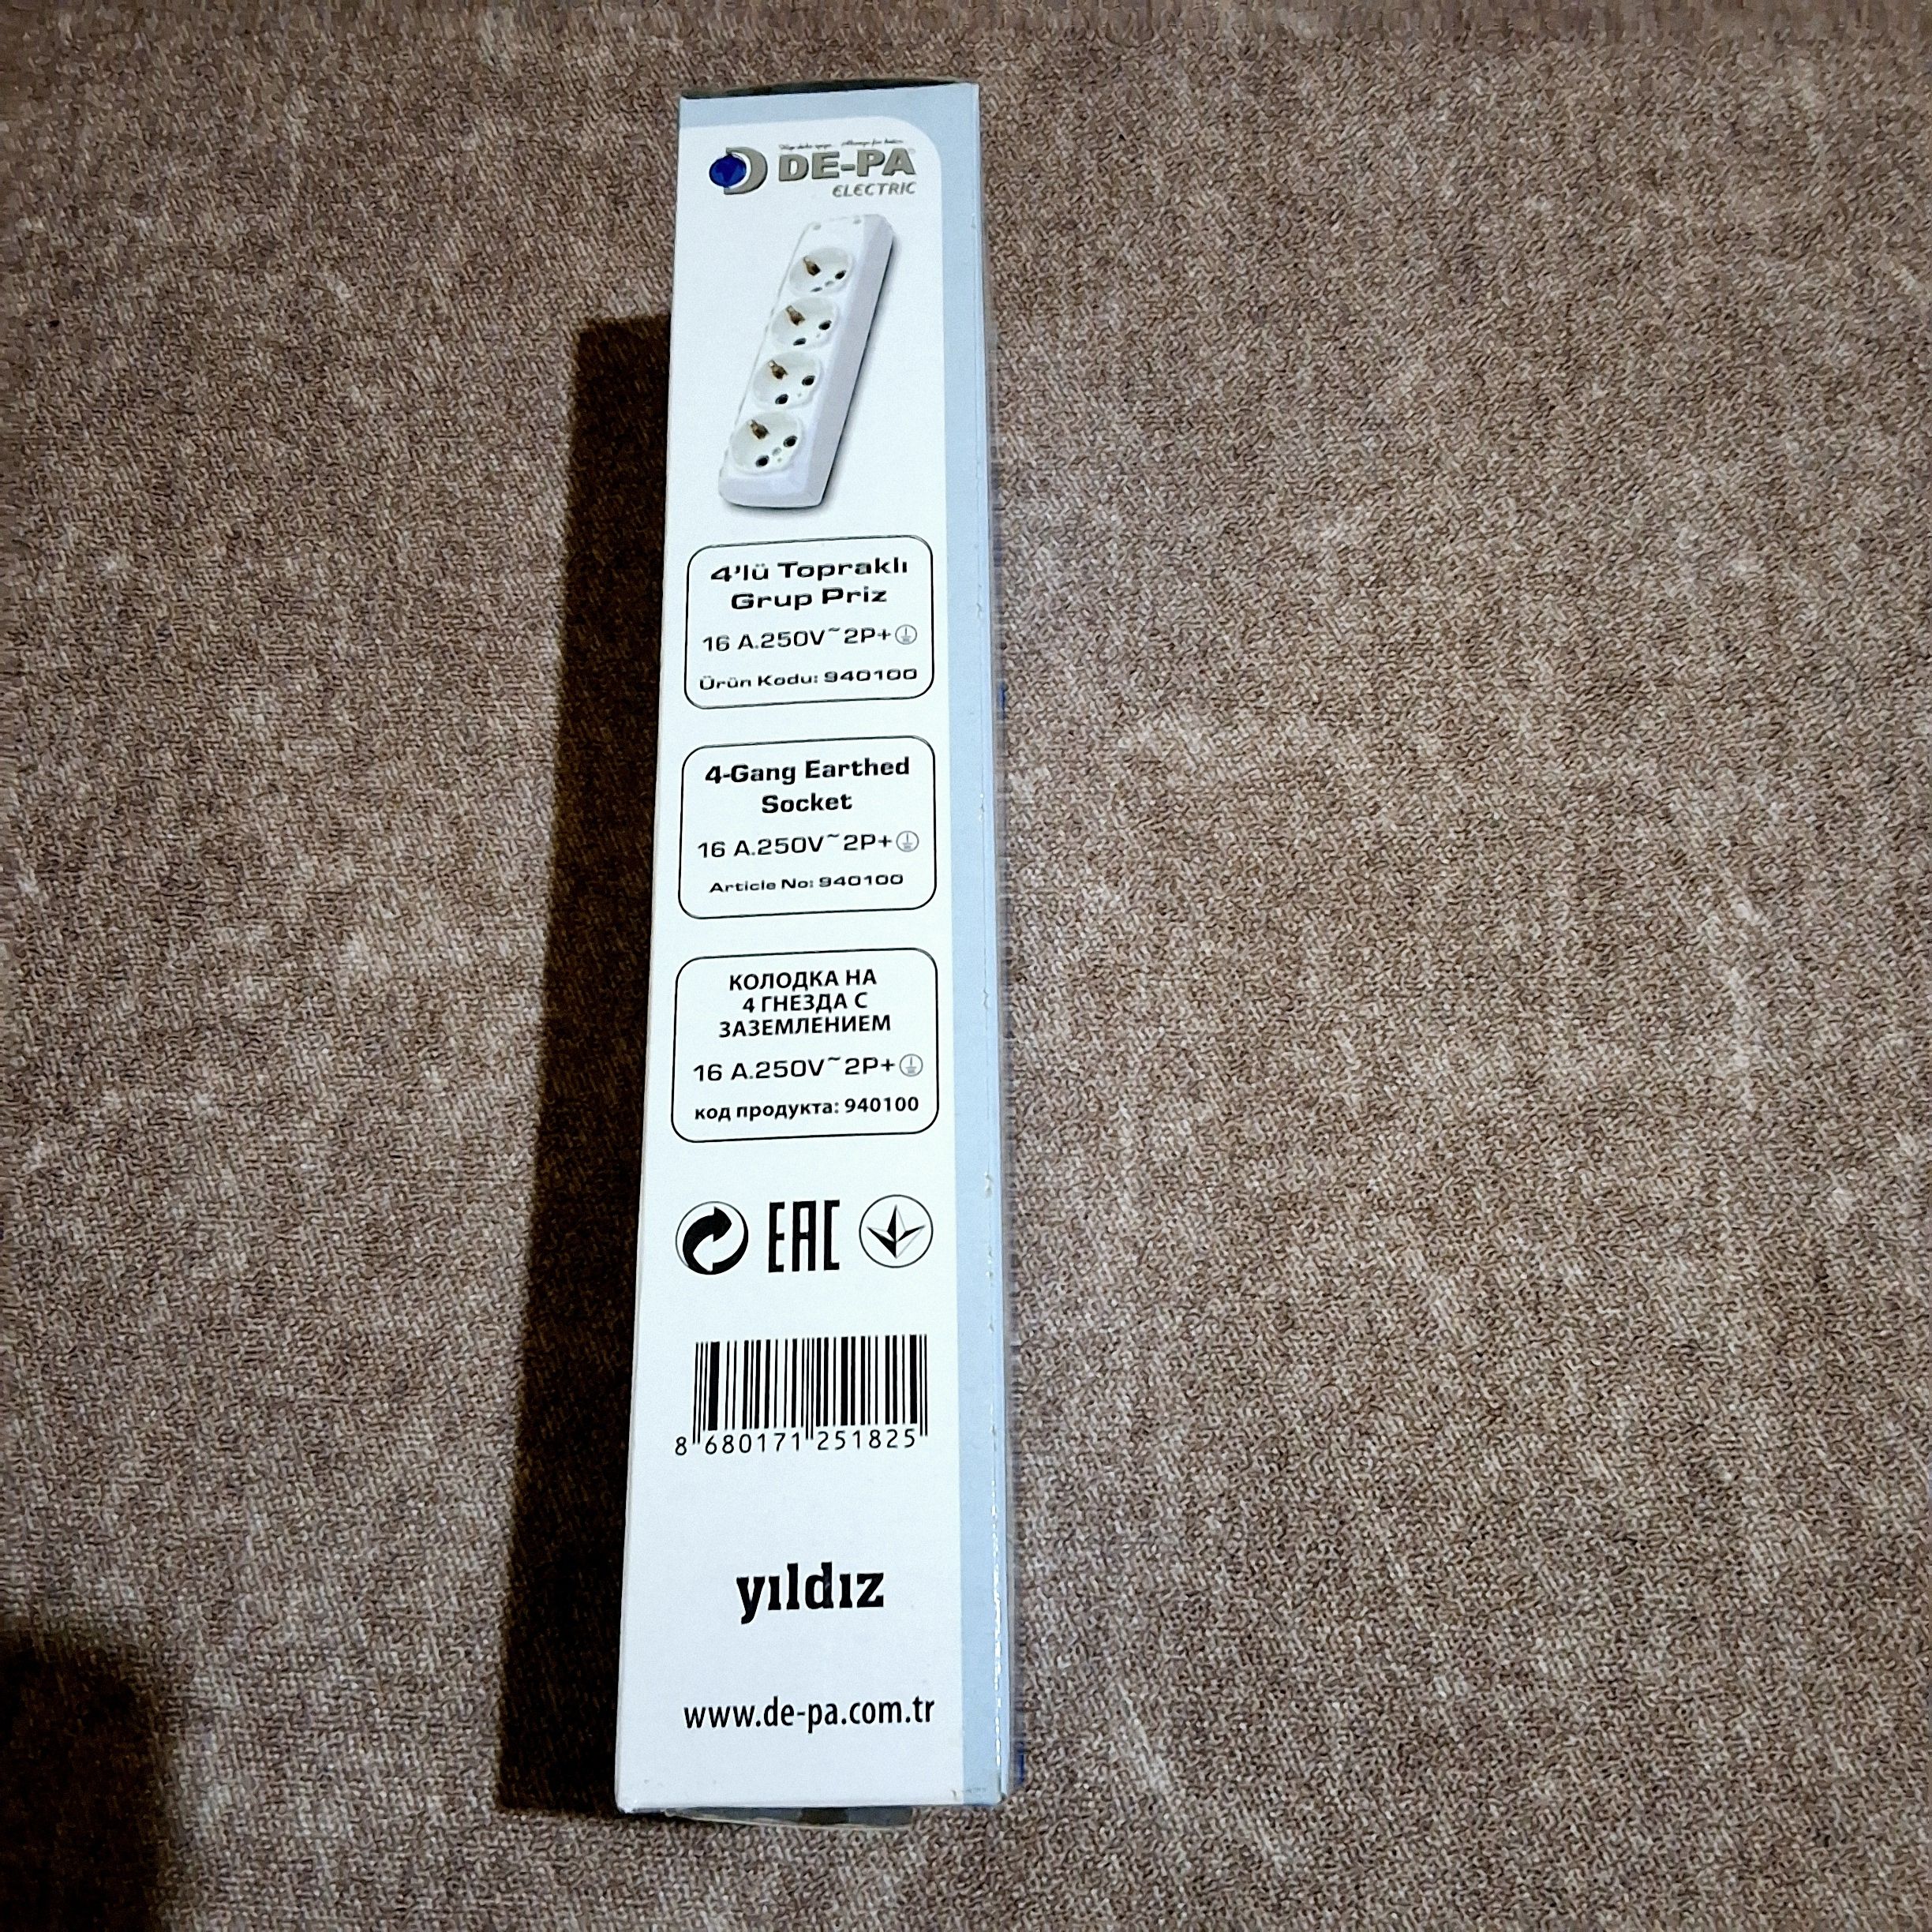 DE-PA
ELECTRIC
4'lü Topraklı
Grup Priz
16 A.250V~2P+
Ürün Kodu: 940100
4-Gang Earthed
Socket
16 A.250V~2P+
Article No: 940100
КОЛОДКА НА
4 ГНЕЗДА С
ЗАЗЕМЛЕНИЕМ
16 A.250V~2P+
код продукта: 940100
EAC
8 680171 251825
yıldız
www.de-pa.com.tr